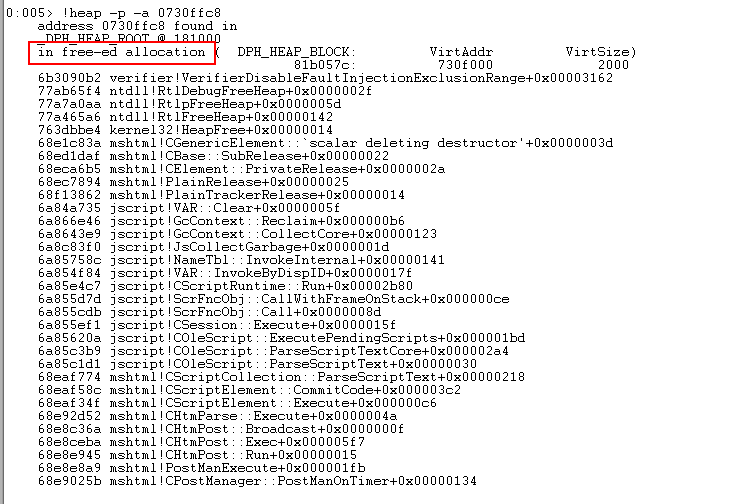 0:005> !heap -p -a 0730ffc8
address 0730ffc8 found in
_DPH_HEAP_ROOT @ 181000
in free-ed allocation ( DPH_HEAP_BLOCK: VirtAddr VirtSize)
81b057c: 730f000 2000
6b3090b2 verifier!VerifierDisableFaultInjectionExclusionRange+0x00003162
77ab65f4 ntdll!RtlDebugFreeHeap+0x0000002f
77a7a0aa ntdll!RtlpFreeHeap+0x0000005d
77a465a6 ntdll!RtlFreeHeap+0x00000142
763dbbe4 kernel32!HeapFree+0x00000014
68e1c83a mshtml!CGenericElement::`scalar deleting destructor'+0x0000003d
68ed1daf mshtml!CBase::SubRelease+0x00000022
68eca6b5 mshtml!CElement::PrivateRelease+0x0000002a
68ec7894 mshtml!PlainRelease+0x00000025
68f13862 mshtml!PlainTrackerRelease+0x00000014
6a84a735 jscript!VAR::Clear+0x0000005f
6a866e46 jscript!GcContext::Reclaim+0x000000b6
6a8643e9 jscript!GcContext::CollectCore+0x00000123
6a8c83f0 jscript!JsCollectGarbage+0x0000001d
6a85758c jscript!NameTbl::InvokeInternal+0x00000141
6a854f84 jscript!VAR::InvokeByDispID+0x0000017f
6a85e4c7 jscript!CScriptRuntime::Run+0x00002b80
6a855d7d jscript!ScrFncObj::CallWithFrameOnStack+0x000000ce
6a855cdb jscript!ScrFncObj::Call+0x0000008d
6a855ef1 jscript!CSession::Execute+0x0000015f
6a85620a jscript!COleScript::ExecutePendingScripts+0x000001bd
6a85c3b9 jscript!COleScript::ParseScriptTextCore+0x000002a4
6a85c1d1 jscript!COleScript::ParseScriptText+0x00000030
68eaf774 mshtml!CScriptCollection::ParseScriptText+0x00000218
68eaf58c mshtml!CScriptElement::CommitCode+0x000003c2
68eaf34f mshtml!CScriptElement::Execute+0x000000c6
68e92d52 mshtml!CHtmParse::Execute+0x0000004a
68e8c36a mshtml!CHtmPost::Broadcast+0x0000000f
68e8ceba mshtml!CHtmPost::Exec+0x000005f7
68e8e945 mshtml!CHtmPost::Run+0x00000015
68e8e8a9 mshtml!PostManExecute+0x000001fb
68e9025b mshtml!CPostManager::PostManOnTimer+0x00000134